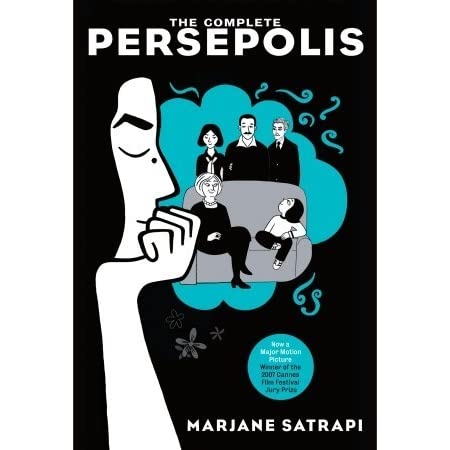 THE COMPLETE
PERSEPOLIS
Now a
Major Motion
Picture
Winner of the
2007 Cannes
Film Festival
Jury Prize
MARJANE SATRAPI